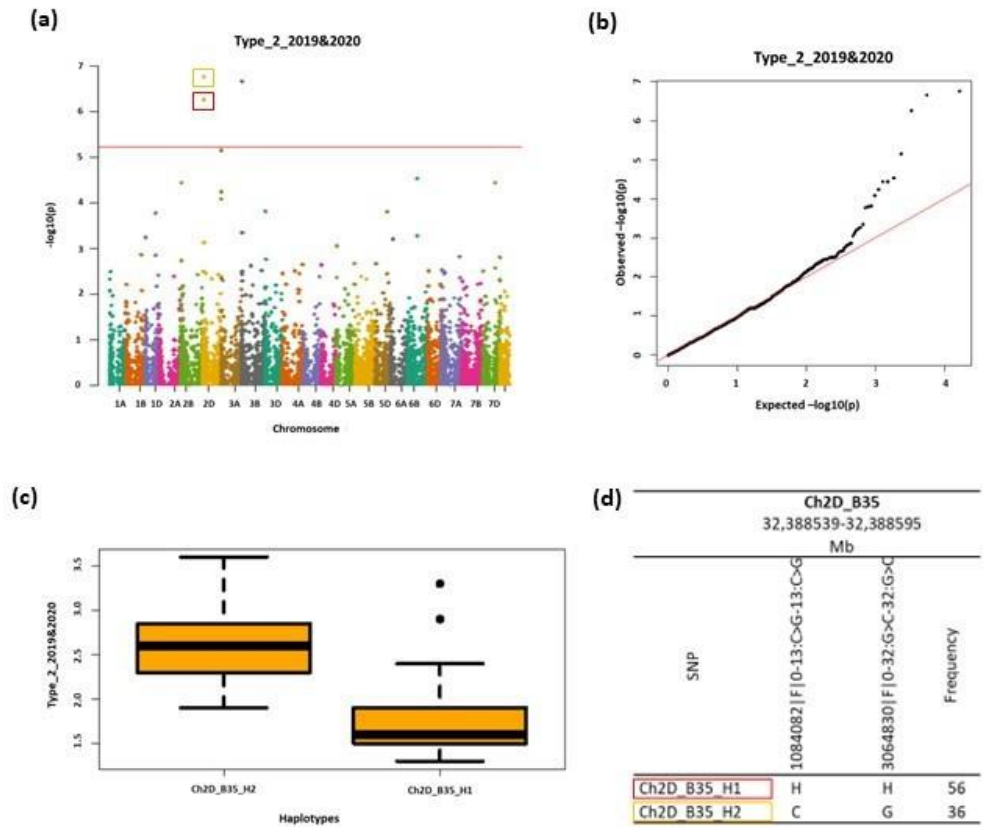 (a)
Type_2_2019&2020
7
6
5
4
3
2
1
0
-log10(p)
1A 1B 1D 2A 2B 2D 3A 3B 3D 4A 4B 4D 5A 5B 5D 6A 6B 6D 7A 7B 7D
Chromosome
(b)
Type_2_2019&2020
7
6
5
4
3
2
1
0
Observed –log10(p)
0 1 2 3 4
Expected –log10(p)
(c)
Type_2_2019&2020
3.5
3.0
2.5
2.0
1.5
Ch2D_B35_H2 Ch2D_B35_H1
Haplotypes
(d)
Ch2D_B35
32,388539-32,388595
Mb
SNP
1084082|F|0-13:C>G-13:C>G
3064830|F|0-32:G>C-32:G>C
Frequency
Ch2D_B35_H1 H H 56
Ch2D_B35_H2 C G 36